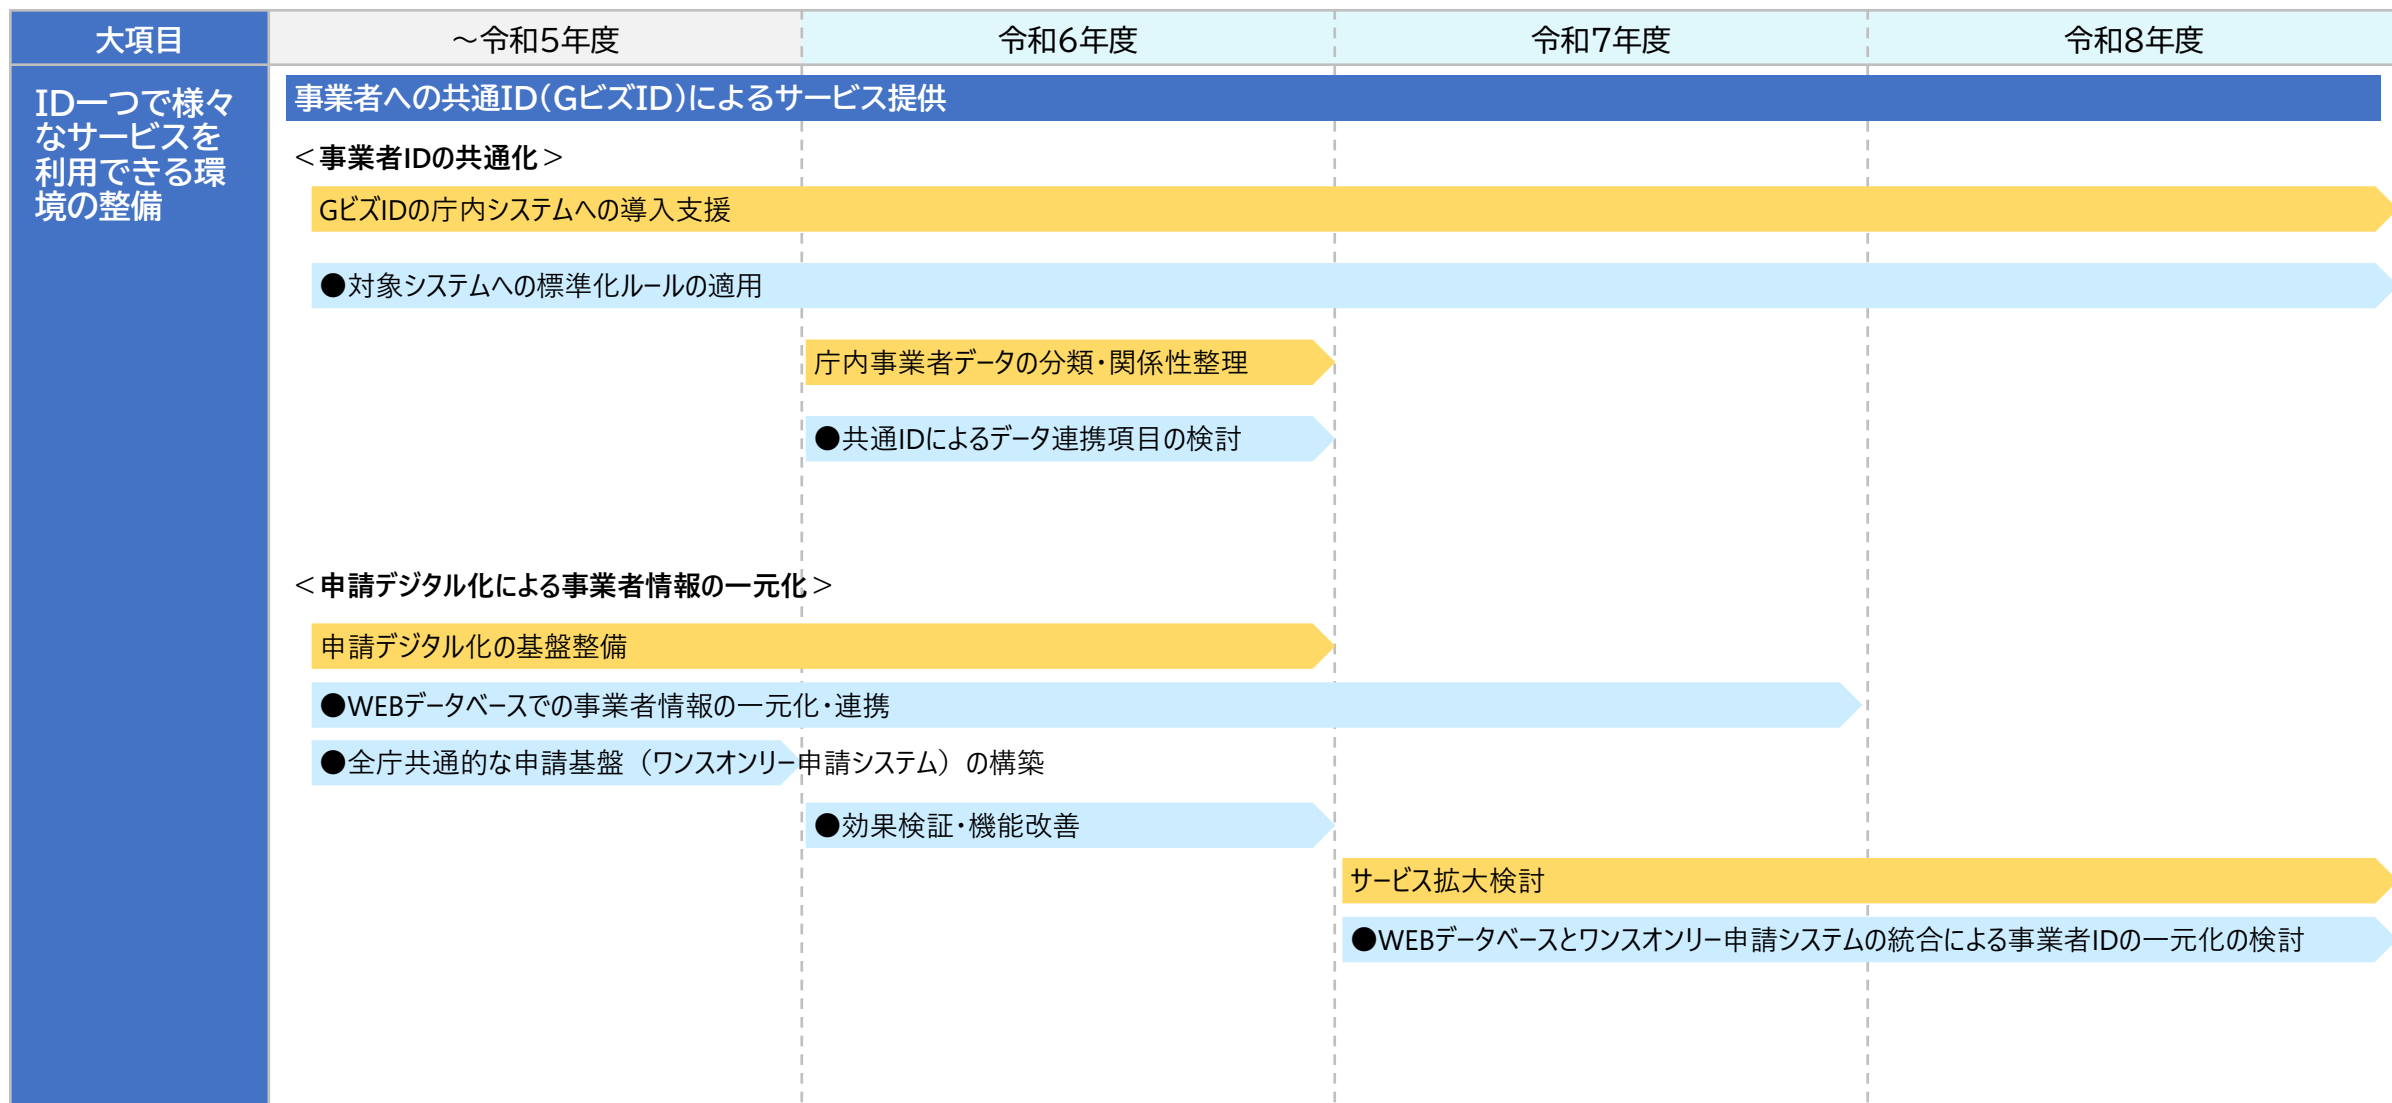 大項目
～令和5年度
令和6年度
令和7年度
令和8年度
ID一つで様々
なサービスを
利用できる環
境の整備
事業者への共通ID（GビズID）によるサービス提供
＜事業者IDの共通化＞
GビズIDの庁内システムへの導入支援
●対象システムへの標準化ルールの適用
庁内事業者データの分類・関係性整理
●共通IDによるデータ連携項目の検討
＜申請デジタル化による事業者情報の一元化＞
申請デジタル化の基盤整備
●WEBデータベースでの事業者情報の一元化・連携
●全庁共通的な申請基盤（ワンスオンリー申請システム）の構築
●効果検証・機能改善
サービス拡大検討
●WEBデータベースとワンスオンリー申請システムの統合による事業者IDの一元化の検討